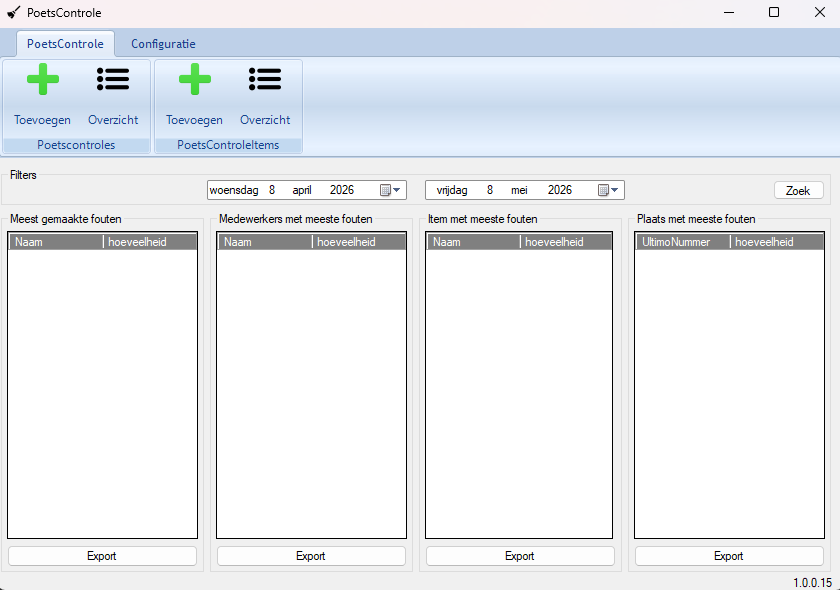 PoetsControle
PoetsControle Configuratie
Toevoegen Overzicht Toevoegen Overzicht
Poetscontroles PoetsControleItems
Filters
woensdag 8 april 2026 vrijdag 8 mei 2026 Zoek
Meest gemaakte fouten Medewerkers met meeste fouten Item met meeste fouten Plaats met meeste fouten
Naam hoeveelheid Naam hoeveelheid Naam hoeveelheid UltimoNummer hoeveelheid
Export Export Export Export
1.0.0.15